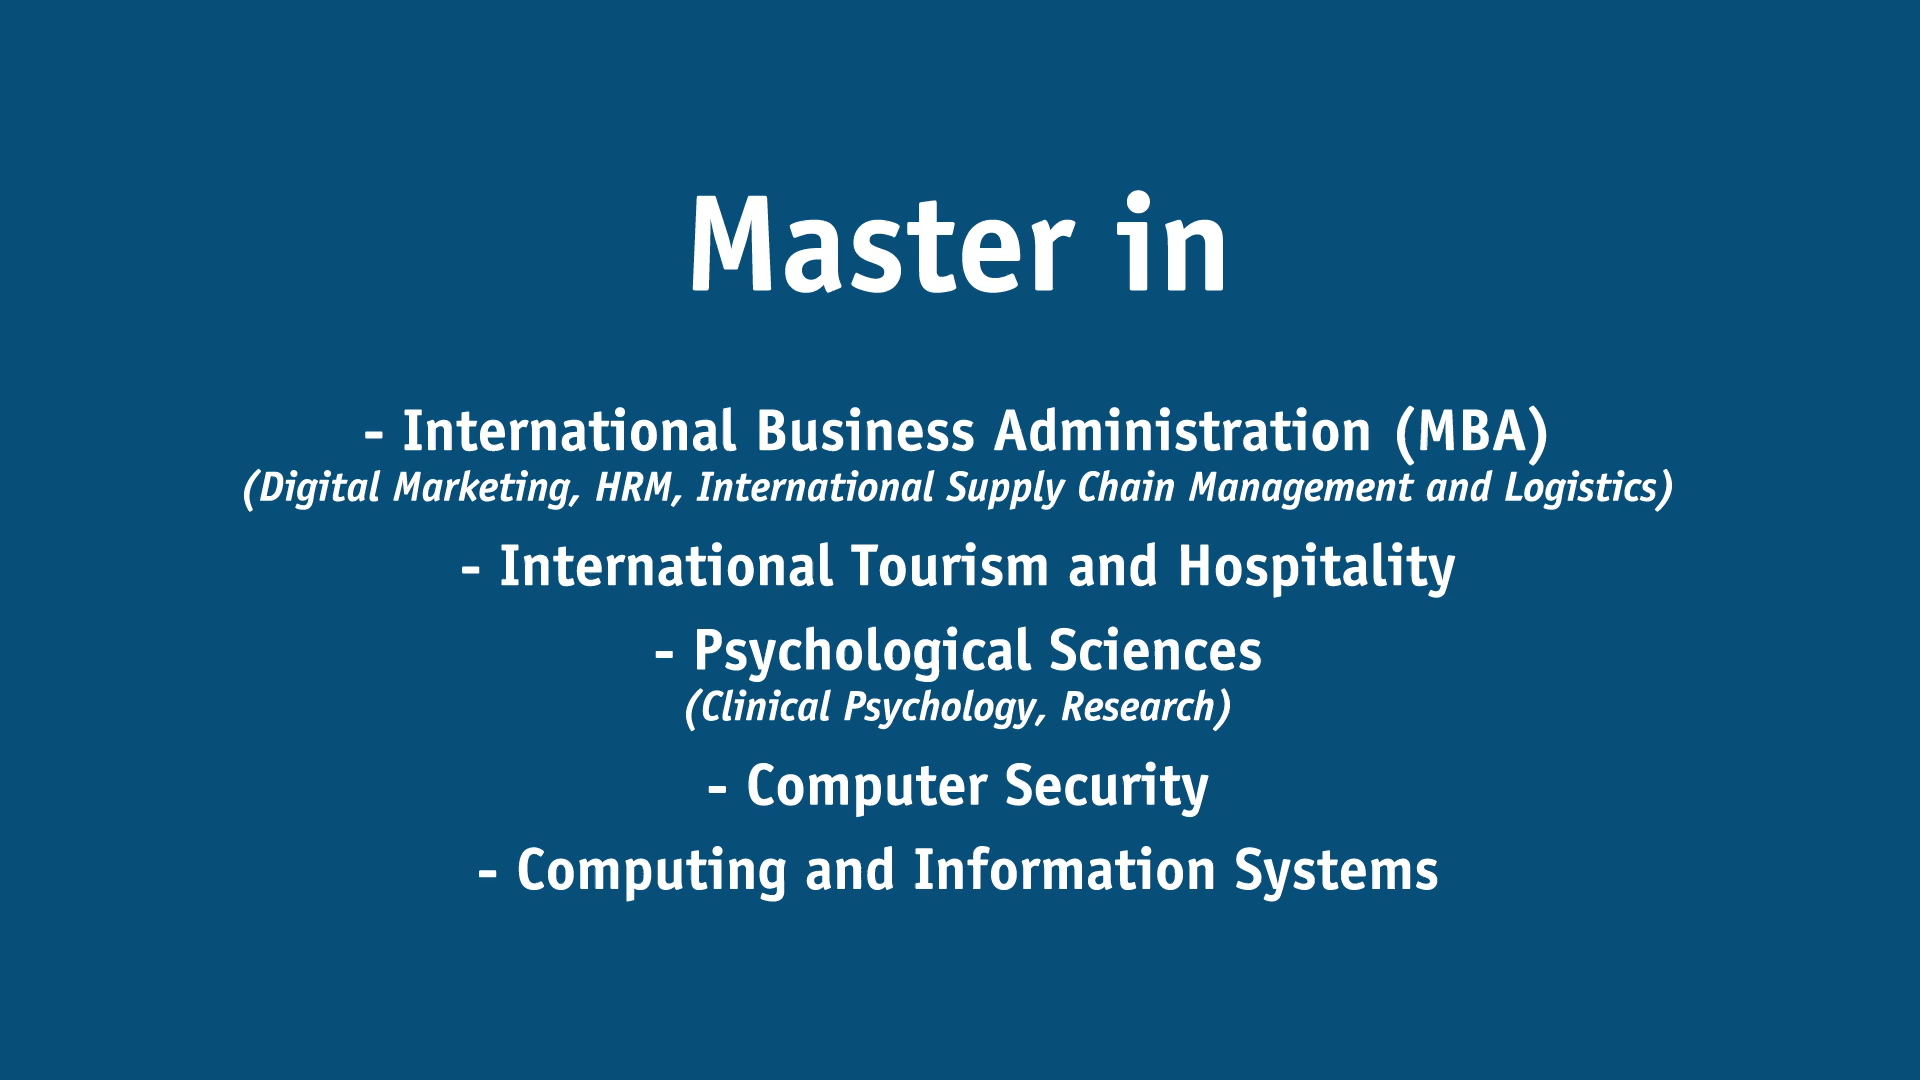 Master in
- International Business Administration (MBA)
(Digital Marketing, HRM, International Supply Chain Management and Logistics)
- International Tourism and Hospitality
- Psychological Sciences
(Clinical Psychology, Research)
- Computer Security
- Computing and Information Systems